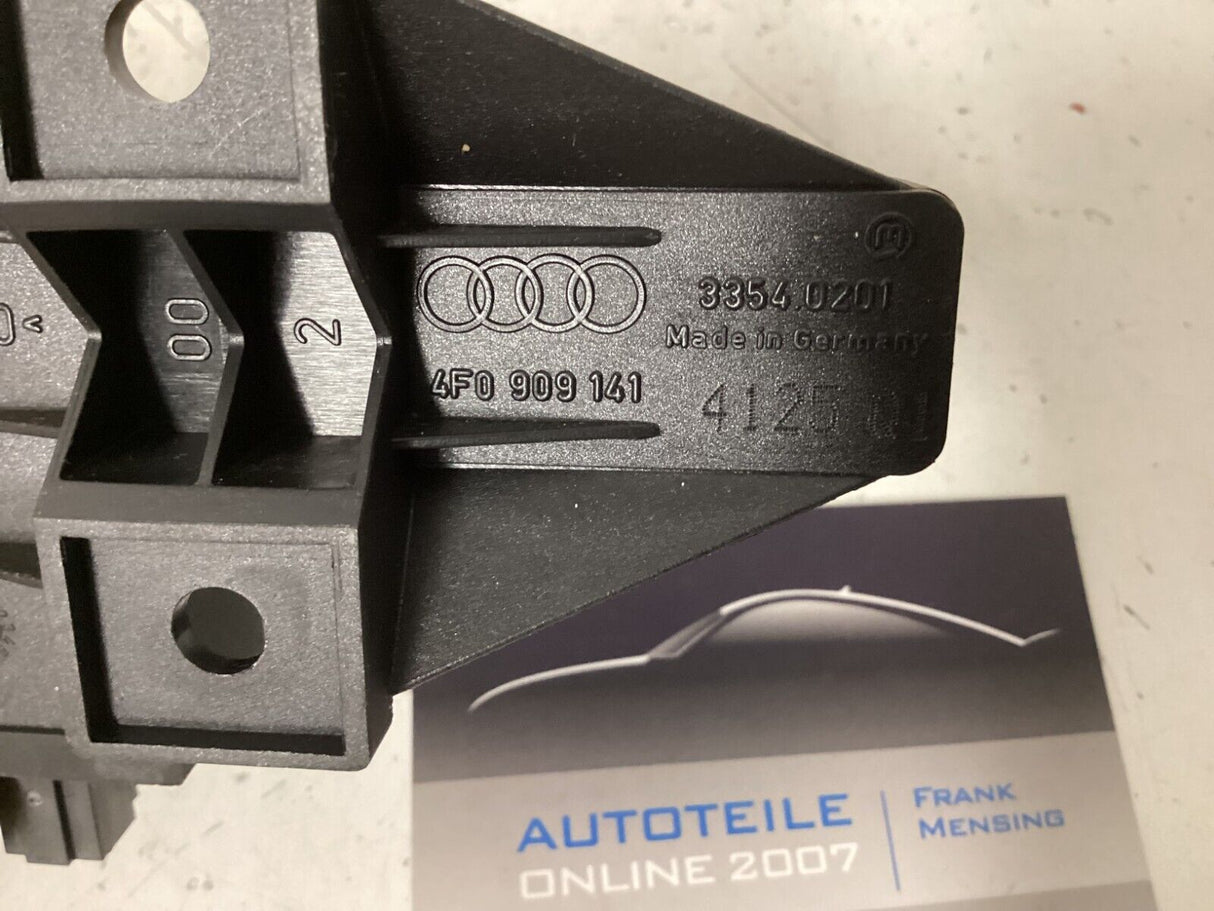 00
2
3354.0201
Made in Germany
4F0 909 141
4125
AUTOTEILE
ONLINE 2007
FRANK
MENSING